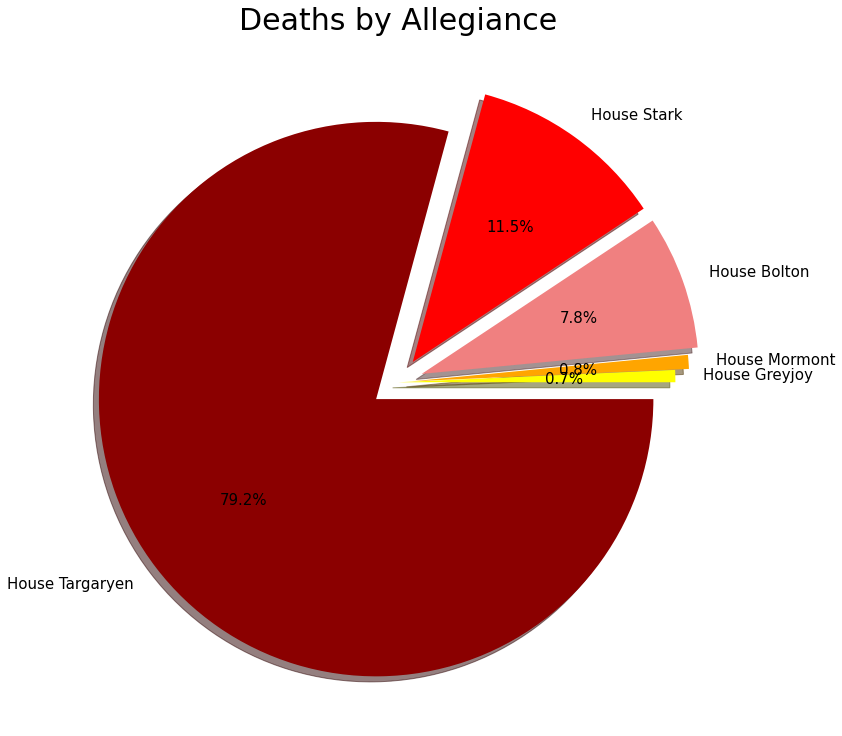 Deaths by Allegiance
House Stark
11.5%
House Bolton
7.8%
House Mormont
0.8%
House Greyjoy
0.7%
79.2%
House Targaryen